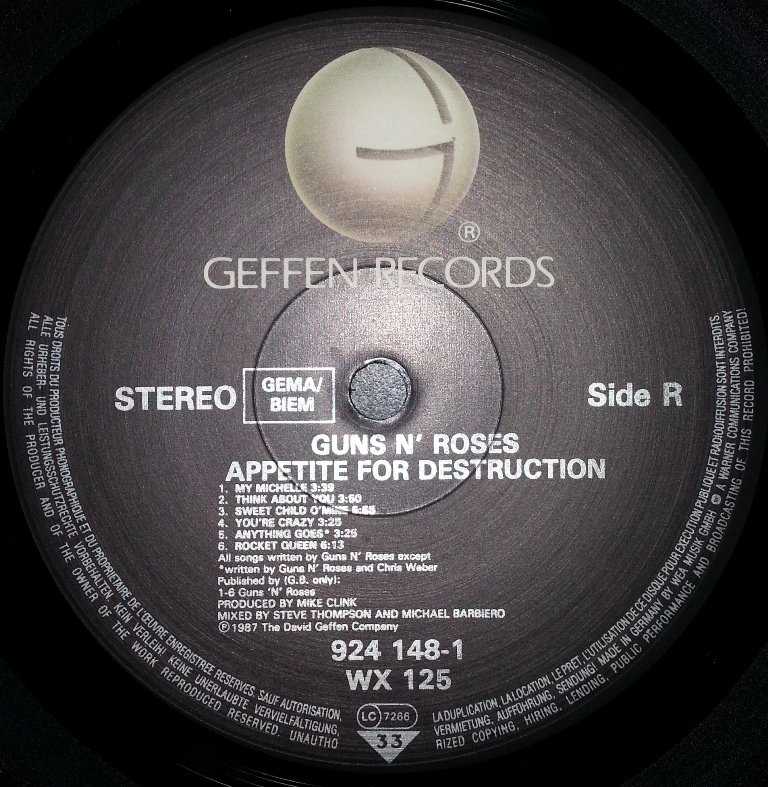 ®
GEFFEN RECORDS
STEREO
GEMA/
BIEM
Side R
GUNS N' ROSES
APPETITE FOR DESTRUCTION
1. MY MICHELLE 3:39
2. THINK ABOUT YOU 3:50
3. SWEET CHILD O'MINE 5:55
4. YOU'RE CRAZY 3:25
5. ANYTHING GOES* 3:25
6. ROCKET QUEEN 6:13
All songs written by Guns N' Roses except
*written by Guns N' Roses and Chris Weber
Published by (G.B. only):
1-6 Guns 'N' Roses
PRODUCED BY MIKE CLINK
MIXED BY STEVE THOMPSON AND MICHAEL BARBIERO
℗ 1987 The David Geffen Company
924 148-1
WX 125
LC 7266
33
TOUS DROITS DU PRODUCTEUR PHONOGRAPHIQUE ET DU PROPRIETAIRE DE L'ŒUVRE ENREGISTREE RESERVES. SAUF AUTORISATION, LA DUPLICATION, LA LOCATION, LE PRET, L'UTILISATION DE CE DISQUE POUR EXECUTION PUBLIQUE ET RADIODIFFUSION SONT INTERDITS.
ALLE URHEBER- UND LEISTUNGSSCHUTZRECHTE VORBEHALTEN. KEIN VERLEIH! KEINE UNERLAUBTE VERVIELFÄLTIGUNG, VERMIETUNG, AUFFÜHRUNG, SENDUNG! MADE IN GERMANY BY WEA MUSIK GMBH A WARNER COMMUNICATIONS COMPANY
ALL RIGHTS OF THE PRODUCER AND OF THE OWNER OF THE WORK REPRODUCED RESERVED. UNAUTHORIZED COPYING, HIRING, LENDING, PUBLIC PERFORMANCE AND BROADCASTING OF THIS RECORD PROHIBITED!